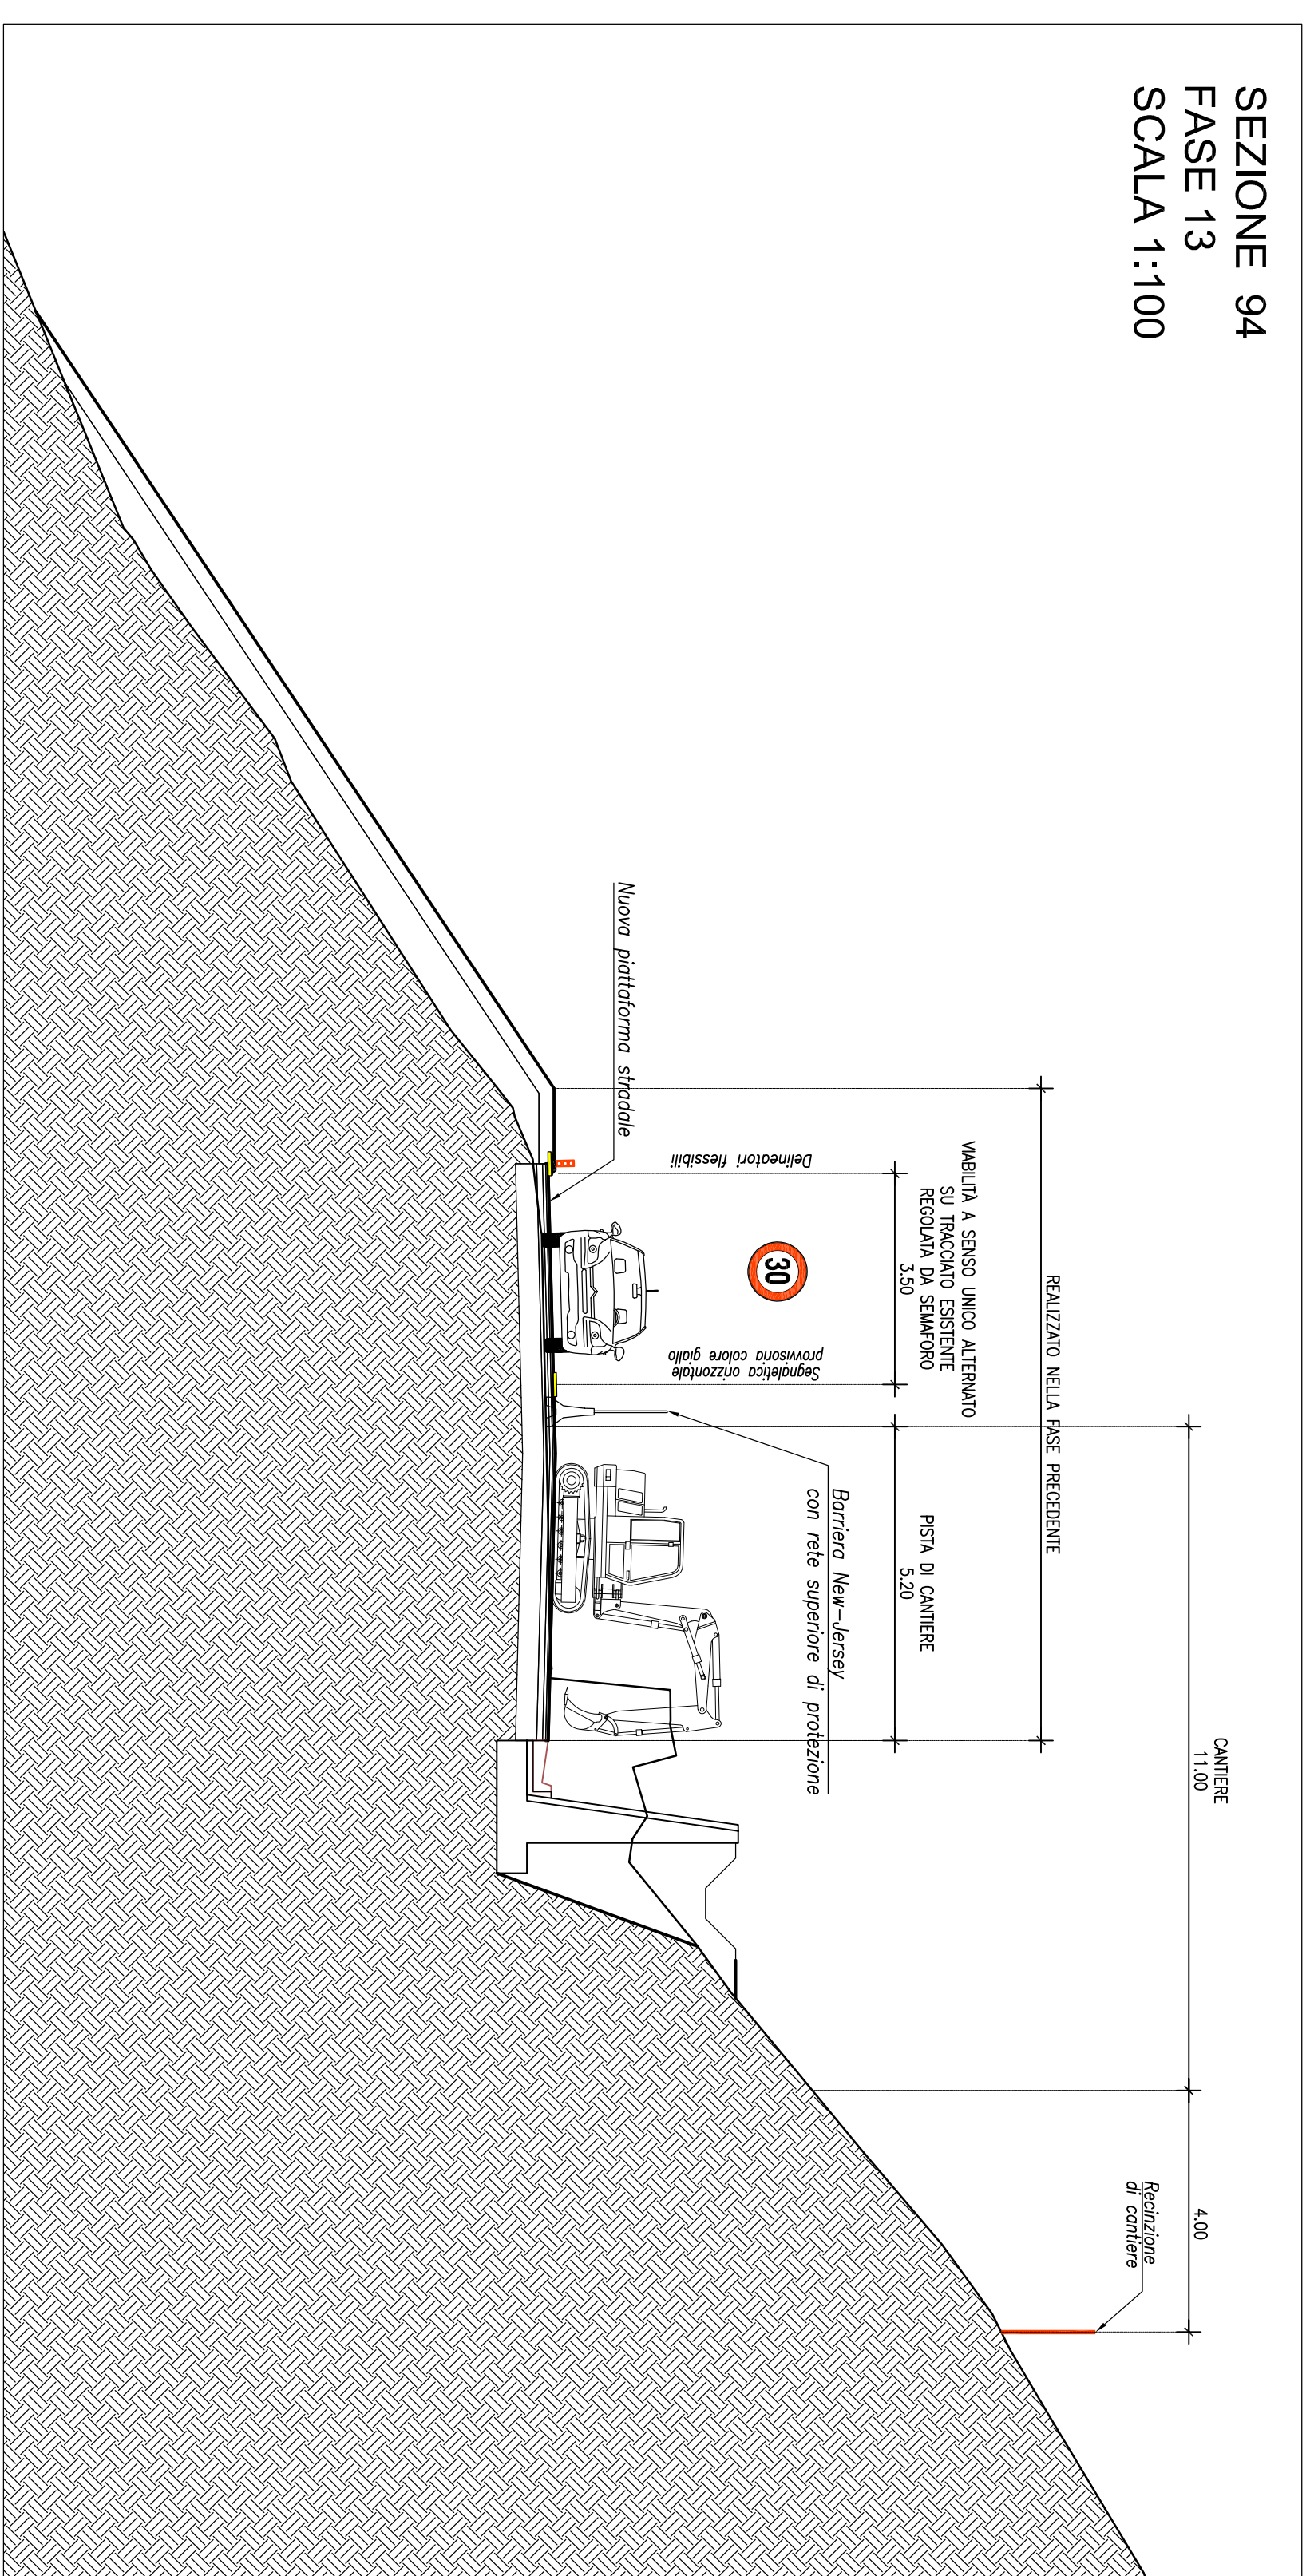 SEZIONE 94
FASE 13
SCALA 1:100
CANTIERE
11.00
4.00
Recinzione
di cantiere
REALIZZATO NELLA FASE PRECEDENTE
VIABILITÀ A SENSO UNICO ALTERNATO
SU TRACCIATO ESISTENTE
REGOLATA DA SEMAFORO
3.50
PISTA DI CANTIERE
5.20
Delineatori flessibili
30
Segnaletica orizzontale
provvisoria colore giallo
Barriera New-Jersey
con rete superiore di protezione
Nuova piattaforma stradale